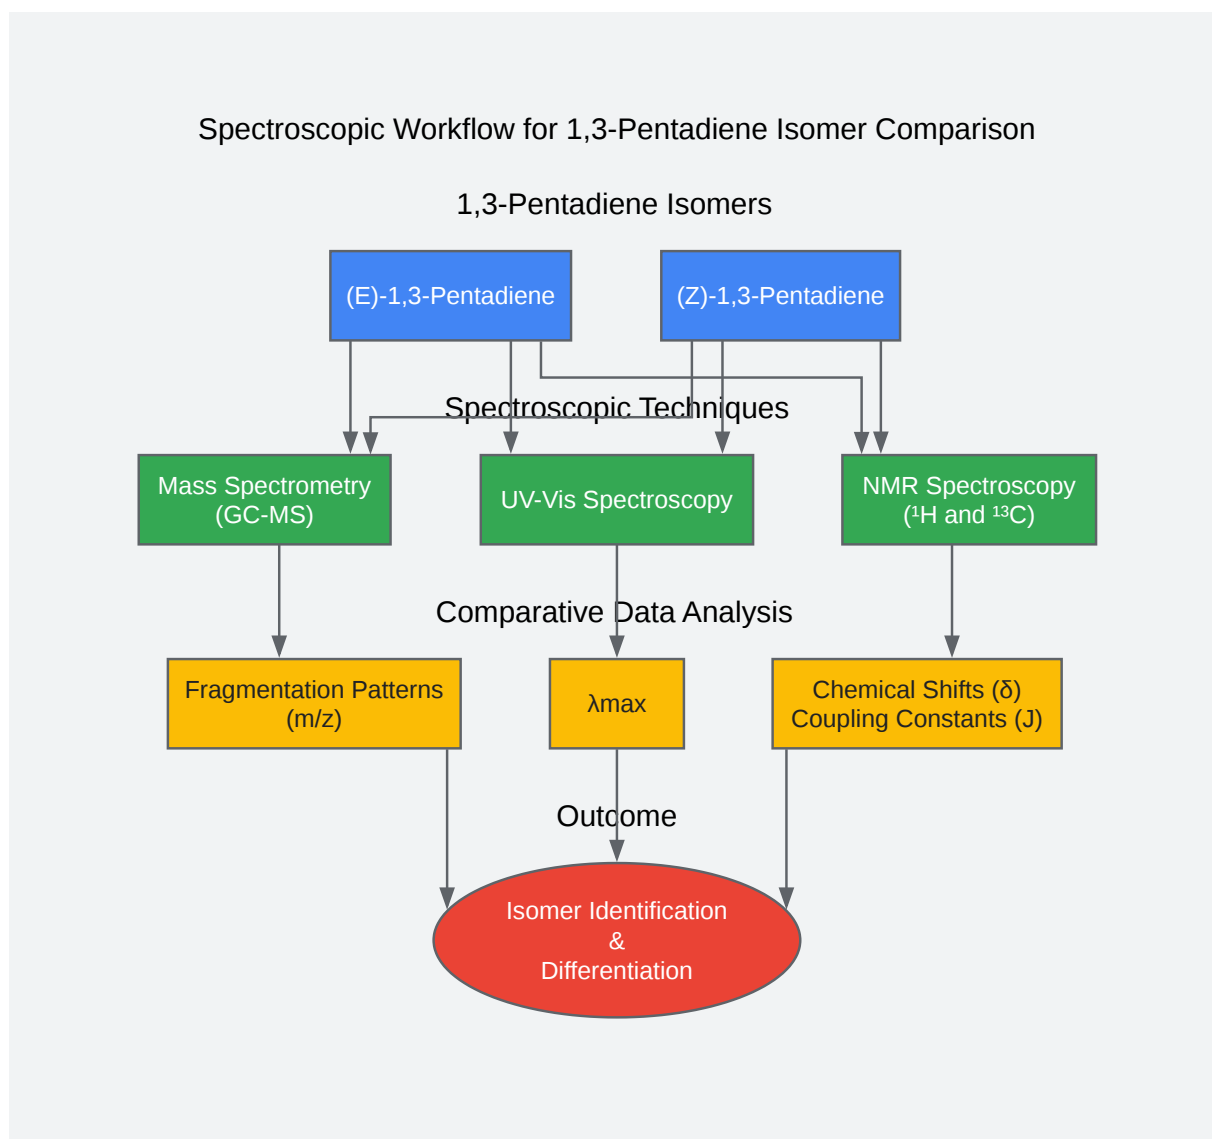 Spectroscopic Workflow for 1,3-Pentadiene Isomer Comparison
1,3-Pentadiene Isomers
(E)-1,3-Pentadiene
(Z)-1,3-Pentadiene
Spectroscopic Techniques
Mass Spectrometry
(GC-MS)
UV-Vis Spectroscopy
NMR Spectroscopy
(¹H and ¹³C)
Comparative Data Analysis
Fragmentation Patterns
(m/z)
λmax
Chemical Shifts (δ)
Coupling Constants (J)
Outcome
Isomer Identification
&
Differentiation